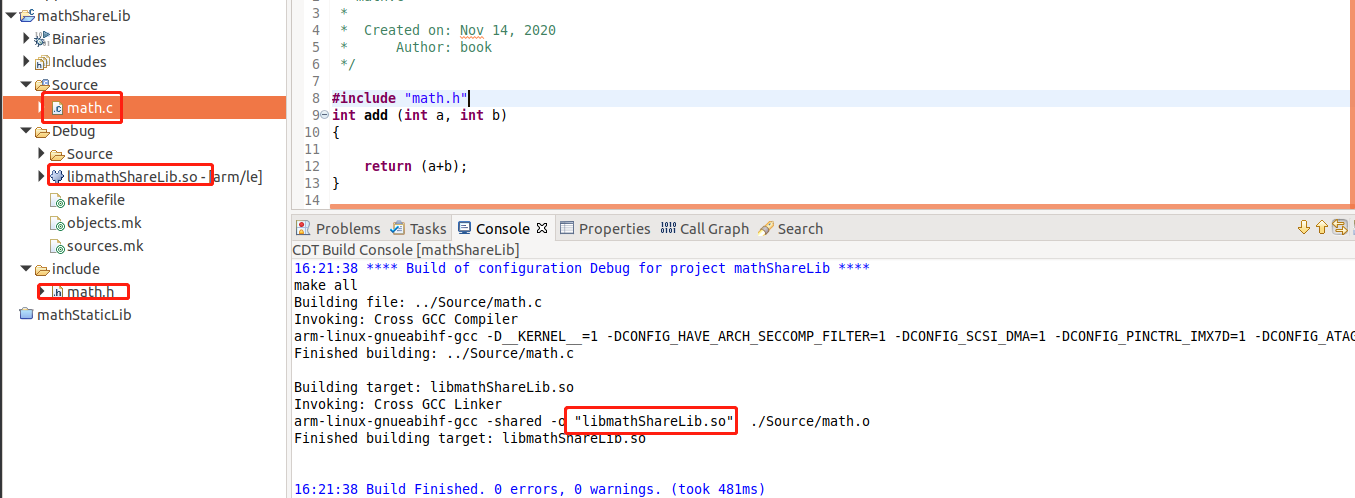 mathShareLib
Binaries
Includes
Source
math.c
Debug
Source
libmathShareLib.so - [arm/le]
makefile
objects.mk
sources.mk
include
math.h
mathStaticLib
3 *
4 * Created on: Nov 14, 2020
5 * Author: book
6 */
7
8 #include "math.h"
9 int add (int a, int b)
10 {
11
12 return (a+b);
13 }
14
Problems Tasks Console Properties Call Graph Search
CDT Build Console [mathShareLib]
16:21:38 **** Build of configuration Debug for project mathShareLib ****
make all
Building file: ../Source/math.c
Invoking: Cross GCC Compiler
arm-linux-gnueabihf-gcc -D__KERNEL__=1 -DCONFIG_HAVE_ARCH_SECCOMP_FILTER=1 -DCONFIG_SCSI_DMA=1 -DCONFIG_PINCTRL_IMX7D=1 -DCONFIG_ATAG
Finished building: ../Source/math.c
Building target: libmathShareLib.so
Invoking: Cross GCC Linker
arm-linux-gnueabihf-gcc -shared -o "libmathShareLib.so" ./Source/math.o
Finished building target: libmathShareLib.so
16:21:38 Build Finished. 0 errors, 0 warnings. (took 481ms)